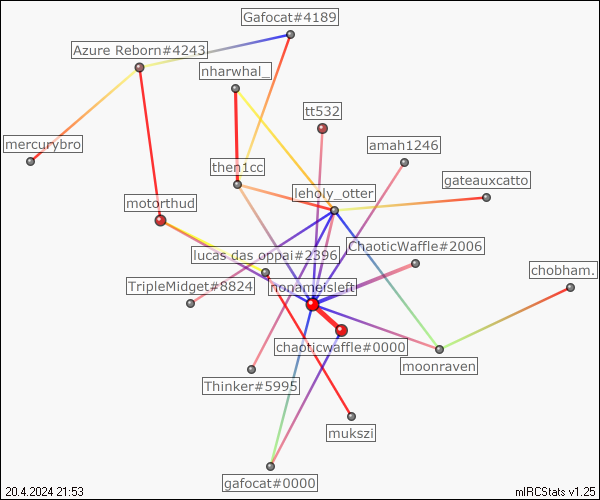 Gafocat#4189
Azure Reborn#4243
nharwhal_
tt532
mercurybro
amah1246
then1cc
gateauxcatto
leholy_otter
motorthud
ChaoticWaffle#2006
lucas das oppai#2396
chobham.
TripleMidget#8824
nonameisleft
chaoticwaffle#0000
moonraven
Thinker#5995
mukszi
gafocat#0000
20.4.2024 21:53
mIRCStats v1.25